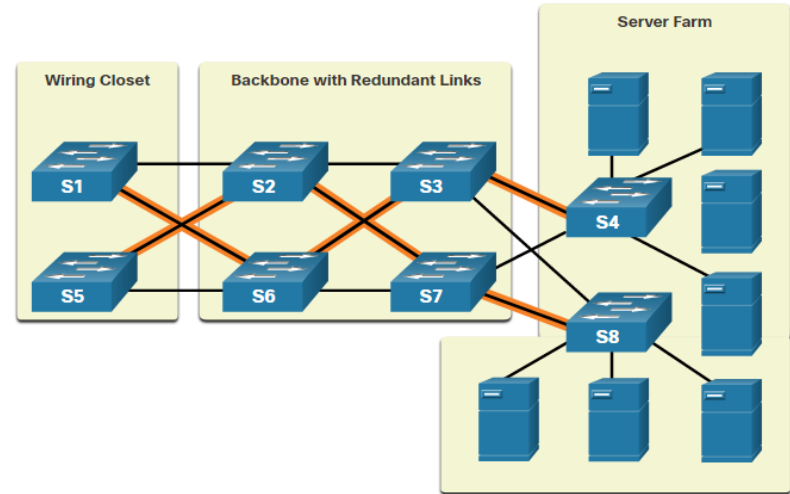 Server Farm
Wiring Closet
Backbone with Redundant Links
S1
S2
S3
S4
S5
S6
S7
S8